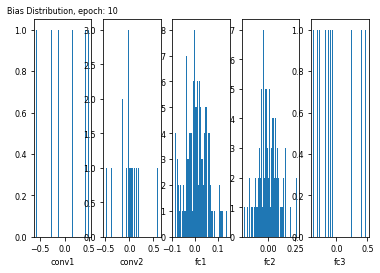 Bias Distribution, epoch: 10
1.0 3.0 8 7 1.0
0.8 2.5 7 6 0.8
0.6 2.0 6 5 0.6
0.4 1.5 5 4 0.4
0.2 1.0 4 3 0.2
0.0 0.5 3 2 0.0
0.0 2 1
1 0
0
−0.5 0.0 0.5 −0.5 0.0 0.5 −0.1 0.0 0.1 0.00 0.25 0.0 0.5
conv1 conv2 fc1 fc2 fc3